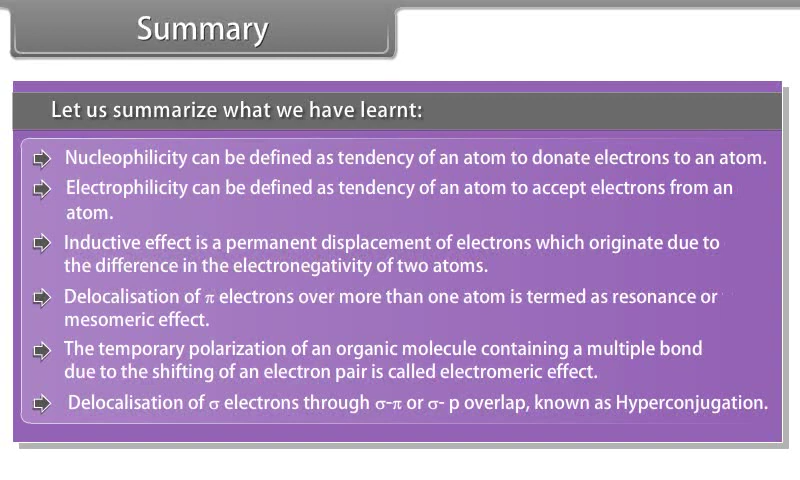 Summary
Let us summarize what we have learnt:
Nucleophilicity can be defined as tendency of an atom to donate electrons to an atom.
Electrophilicity can be defined as tendency of an atom to accept electrons from an
atom.
Inductive effect is a permanent displacement of electrons which originate due to
the difference in the electronegativity of two atoms.
Delocalisation of π electrons over more than one atom is termed as resonance or
mesomeric effect.
The temporary polarization of an organic molecule containing a multiple bond
due to the shifting of an electron pair is called electromeric effect.
Delocalisation of σ electrons through σ-π or σ- p overlap, known as Hyperconjugation.